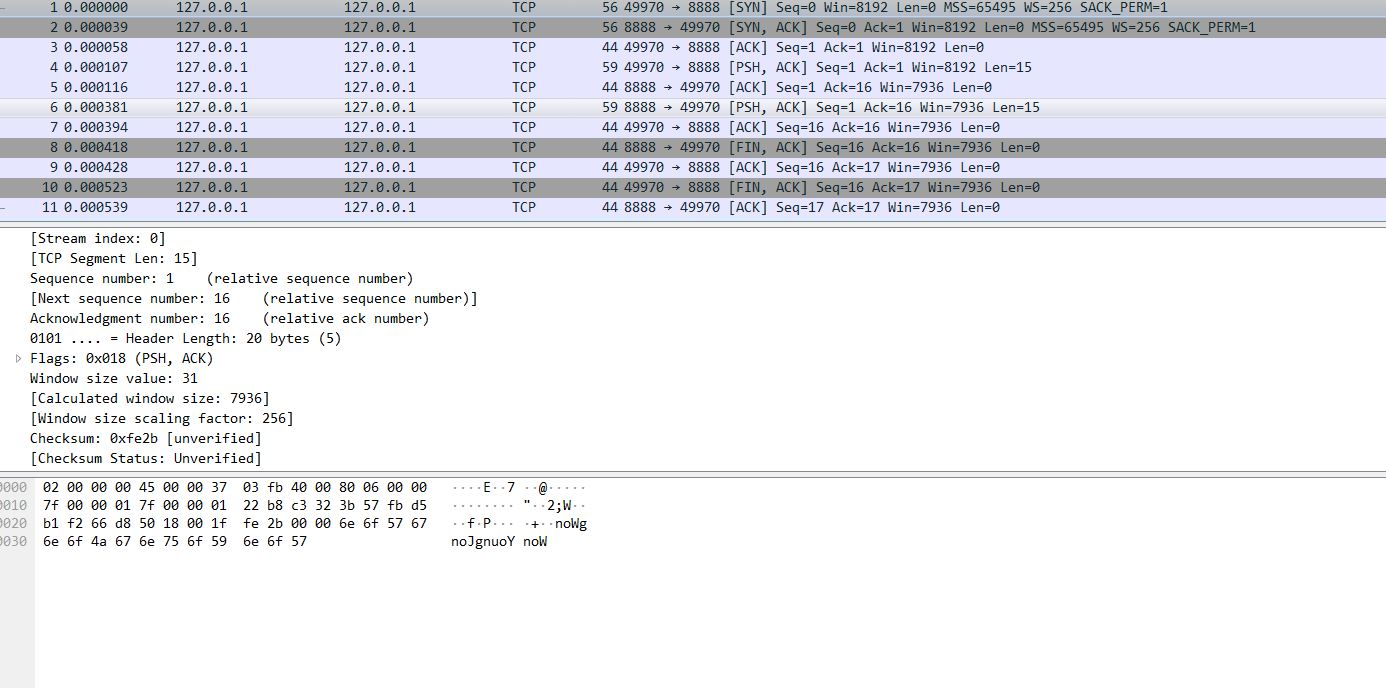 1 0.000000 127.0.0.1 127.0.0.1 TCP 56 49970 → 8888 [SYN] Seq=0 Win=8192 Len=0 MSS=65495 WS=256 SACK_PERM=1
2 0.000039 127.0.0.1 127.0.0.1 TCP 56 8888 → 49970 [SYN, ACK] Seq=0 Ack=1 Win=8192 Len=0 MSS=65495 WS=256 SACK_PERM=1
3 0.000058 127.0.0.1 127.0.0.1 TCP 44 49970 → 8888 [ACK] Seq=1 Ack=1 Win=8192 Len=0
4 0.000107 127.0.0.1 127.0.0.1 TCP 59 49970 → 8888 [PSH, ACK] Seq=1 Ack=1 Win=8192 Len=15
5 0.000116 127.0.0.1 127.0.0.1 TCP 44 8888 → 49970 [ACK] Seq=1 Ack=16 Win=7936 Len=0
6 0.000381 127.0.0.1 127.0.0.1 TCP 59 8888 → 49970 [PSH, ACK] Seq=1 Ack=16 Win=7936 Len=15
7 0.000394 127.0.0.1 127.0.0.1 TCP 44 49970 → 8888 [ACK] Seq=16 Ack=16 Win=7936 Len=0
8 0.000418 127.0.0.1 127.0.0.1 TCP 44 8888 → 49970 [FIN, ACK] Seq=16 Ack=16 Win=7936 Len=0
9 0.000428 127.0.0.1 127.0.0.1 TCP 44 49970 → 8888 [ACK] Seq=16 Ack=17 Win=7936 Len=0
10 0.000523 127.0.0.1 127.0.0.1 TCP 44 49970 → 8888 [FIN, ACK] Seq=16 Ack=17 Win=7936 Len=0
11 0.000539 127.0.0.1 127.0.0.1 TCP 44 8888 → 49970 [ACK] Seq=17 Ack=17 Win=7936 Len=0
[Stream index: 0]
[TCP Segment Len: 15]
Sequence number: 1 (relative sequence number)
[Next sequence number: 16 (relative sequence number)]
Acknowledgment number: 16 (relative ack number)
0101 .... = Header Length: 20 bytes (5)
Flags: 0x018 (PSH, ACK)
Window size value: 31
[Calculated window size: 7936]
[Window size scaling factor: 256]
Checksum: 0xfe2b [unverified]
[Checksum Status: Unverified]
0000 02 00 00 00 45 00 00 37 03 fb 40 00 80 06 00 00 ····E··7 ··@·····
0010 7f 00 00 01 7f 00 00 01 22 b8 c3 32 3b 57 fb d5 ········ "··2;W··
0020 b1 f2 66 d8 50 18 00 1f fe 2b 00 00 6e 6f 57 67 ··f·P··· ·+··noWg
0030 6e 6f 4a 67 6e 75 6f 59 6e 6f 57 noJgnuoY noW